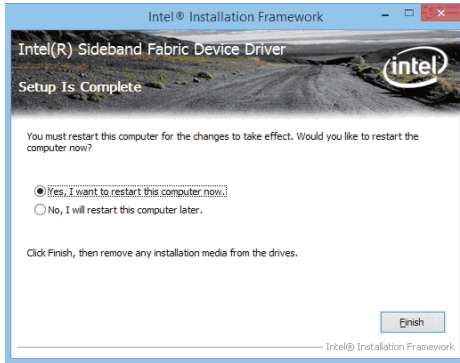 Intel® Installation Framework
Intel(R) Sideband Fabric Device Driver
Setup Is Complete
intel
You must restart this computer for the changes to take effect. Would you like to restart the
computer now?
Yes, I want to restart this computer now.
No, I will restart this computer later.
Click Finish, then remove any installation media from the drives.
Finish
Intel® Installation Framework